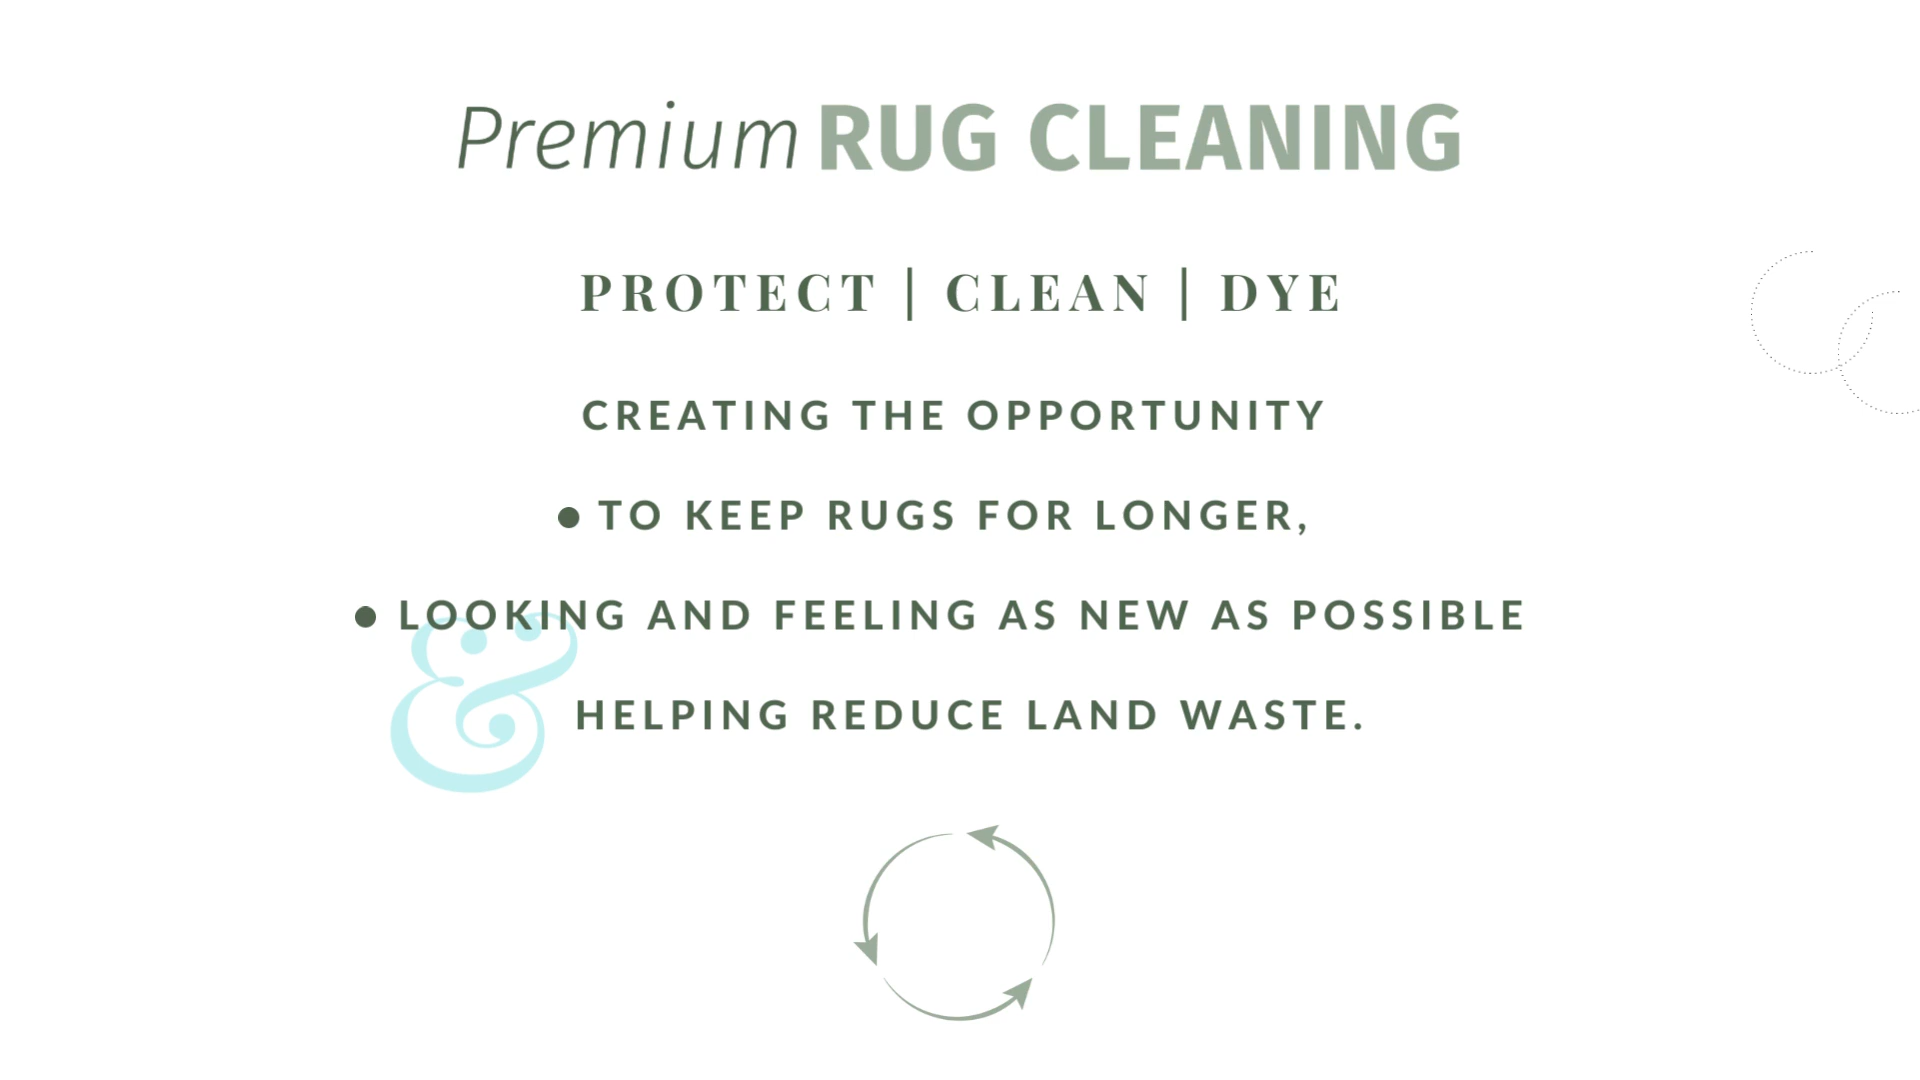 Premium RUG CLEANING
PROTECT | CLEAN | DYE
CREATING THE OPPORTUNITY
• TO KEEP RUGS FOR LONGER,
• LOOKING AND FEELING AS NEW AS POSSIBLE
& HELPING REDUCE LAND WASTE.